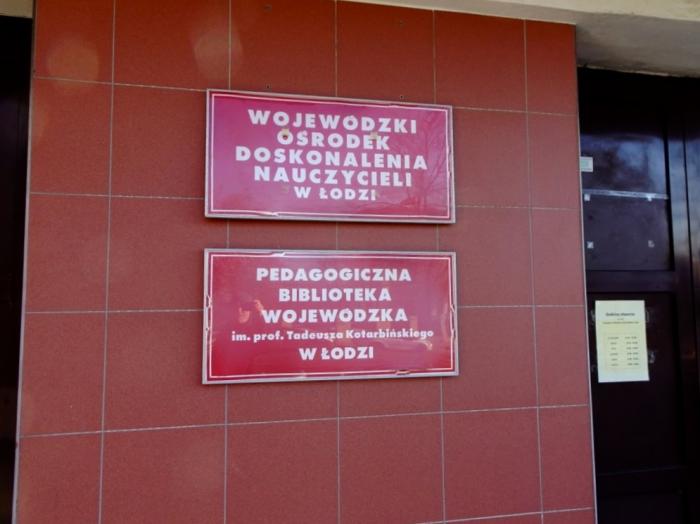 WOJEWÓDZKI
OŚRODEK
DOSKONALENIA
NAUCZYCIELI
W ŁODZI
PEDAGOGICZNA
BIBLIOTEKA
WOJEWÓDZKA
im. prof. Tadeusza Kotarbińskiego
W ŁODZI